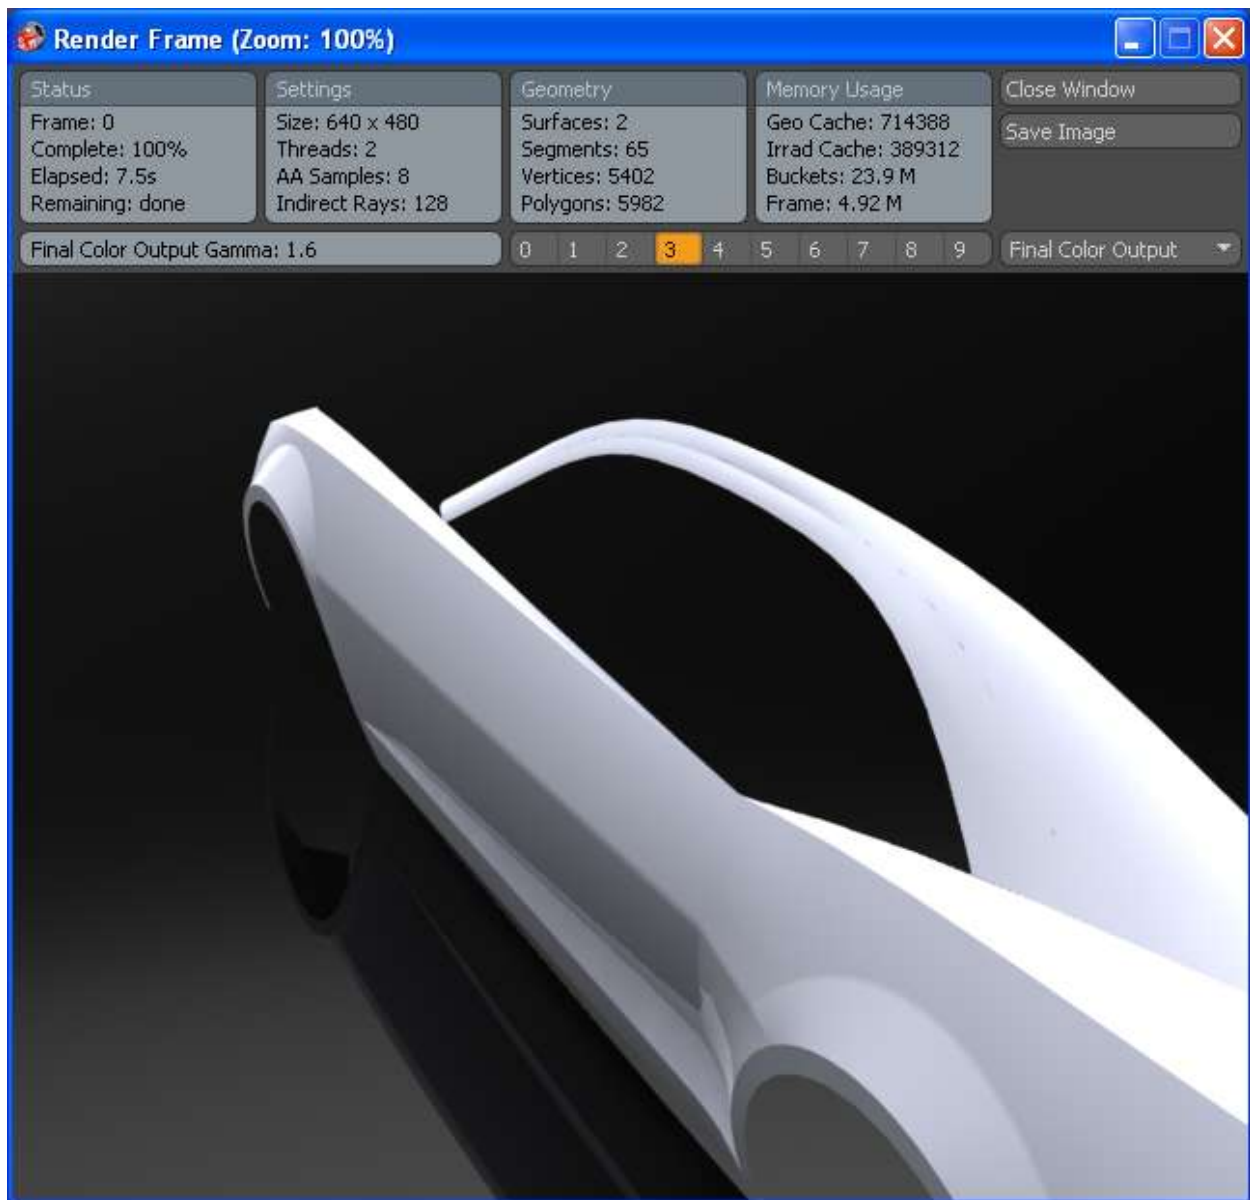 Render Frame (Zoom: 100%)
Status
Frame: 0
Complete: 100%
Elapsed: 7.5s
Remaining: done
Settings
Size: 640 x 480
Threads: 2
AA Samples: 8
Indirect Rays: 128
Geometry
Surfaces: 2
Segments: 65
Vertices: 5402
Polygons: 5982
Memory Usage
Geo Cache: 714388
Irrad Cache: 389312
Buckets: 23.9 M
Frame: 4.92 M
Close Window
Save Image
Final Color Output Gamma: 1.6
0 1 2 3 4 5 6 7 8 9
Final Color Output